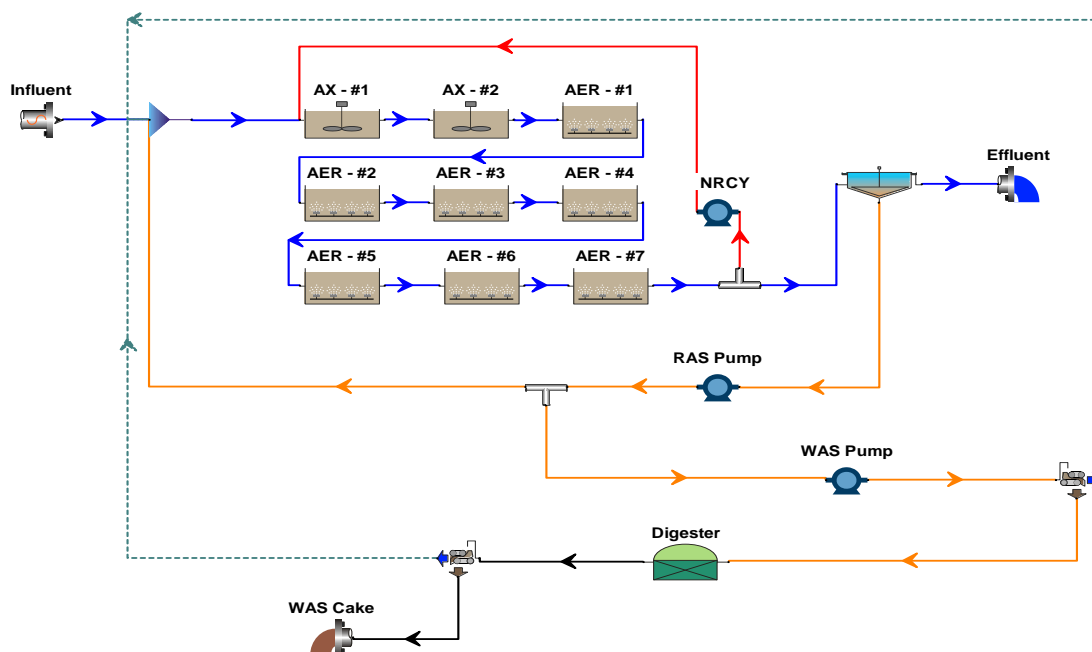 Influent
AX - #1
AX - #2
AER - #1
AER - #2
AER - #3
AER - #4
NRCY
Effluent
AER - #5
AER - #6
AER - #7
RAS Pump
WAS Pump
Digester
WAS Cake